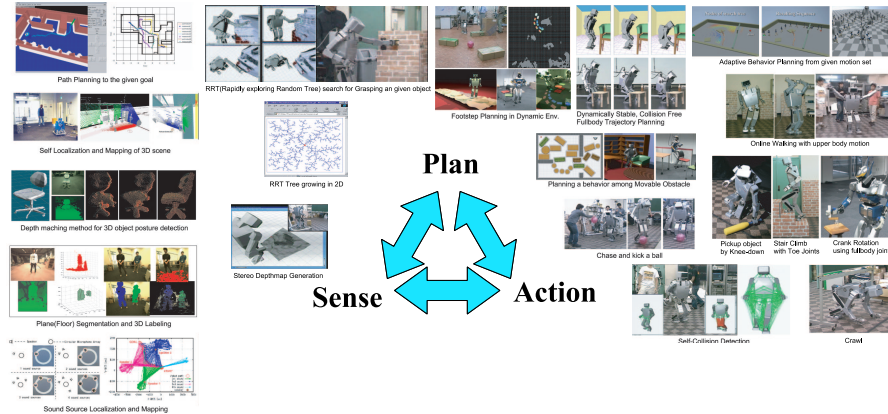 Path Planning to the given goal
RRT(Rapidly exploring Random Tree) search for Grasping an given object
Footstep Planning in Dynamic Env.
Dynamically Stable, Collision Free
Fullbody Trajectory Planning
Adaptive Behavior Planning from given motion set
Self Localization and Mapping of 3D scene
Online Walking with upper body motion
RRT Tree growing in 2D
Plan
Planning a behavior among Movable Obstacle
Depth maching method for 3D object posture detection
Chase and kick a ball
Pickup object
by Knee-down
Stair Climb
with Toe Joints
Crank Rotation
using fullbody join
Stereo Depthmap Generation
Sense
Action
Plane(Floor) Segmentation and 3D Labeling
Self-Collision Detection
Crawl
Sound Source Localization and Mapping